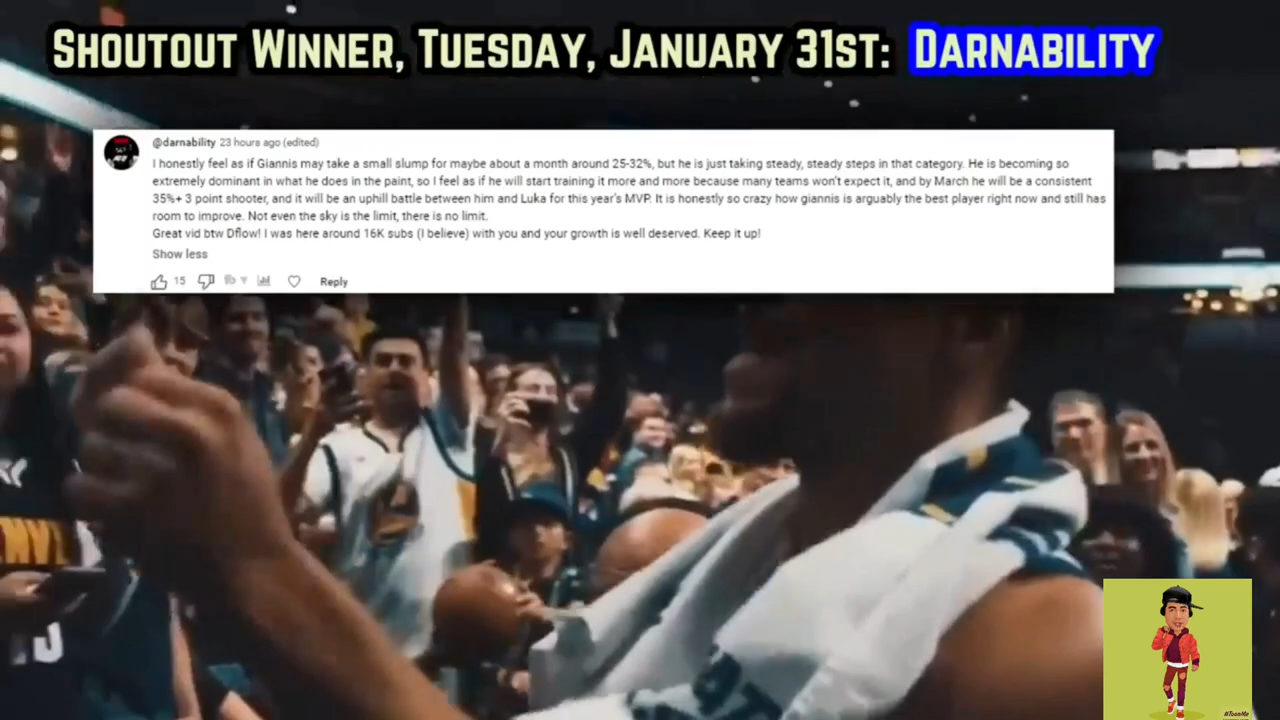 Shoutout Winner, Tuesday, January 31st: Darnability
@darnability 23 hours ago (edited)
I honestly feel as if Giannis may take a small slump for maybe about a month around 25-32%, but he is just taking steady, steady steps in that category. He is becoming so
extremely dominant in what he does in the paint, so I feel as if he will start training it more and more because many teams won't expect it, and by March he will be a consistent
35%+ 3 point shooter, and it will be an uphill battle between him and Luka for this year's MVP. It is honestly so crazy how giannis is arguably the best player right now and still has
room to improve. Not even the sky is the limit, there is no limit.
Great vid btw Dflow! I was here around 16K subs (I believe) with you and your growth is well deserved. Keep it up!
Show less
15 Reply
#ToonMe